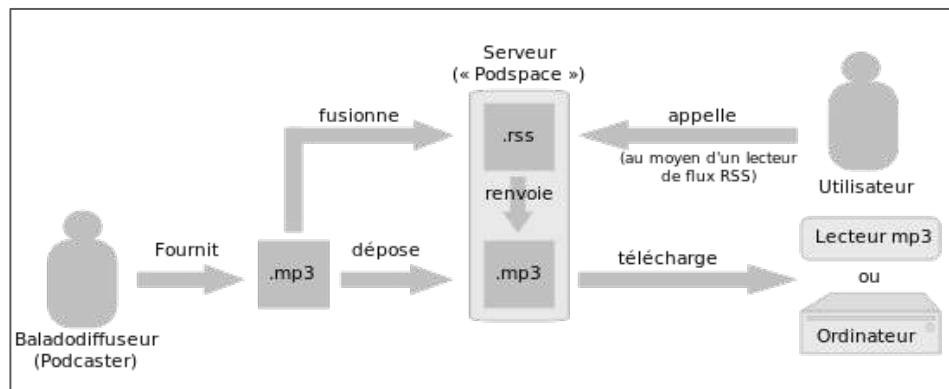 Serveur
(« Podspace »)
fusionne
.rss
appelle
(au moyen d'un lecteur
de flux RSS)
Utilisateur
renvoie
Fournit
.mp3
dépose
.mp3
télécharge
Lecteur mp3
ou
Ordinateur
Baladodiffuseur
(Podcaster)